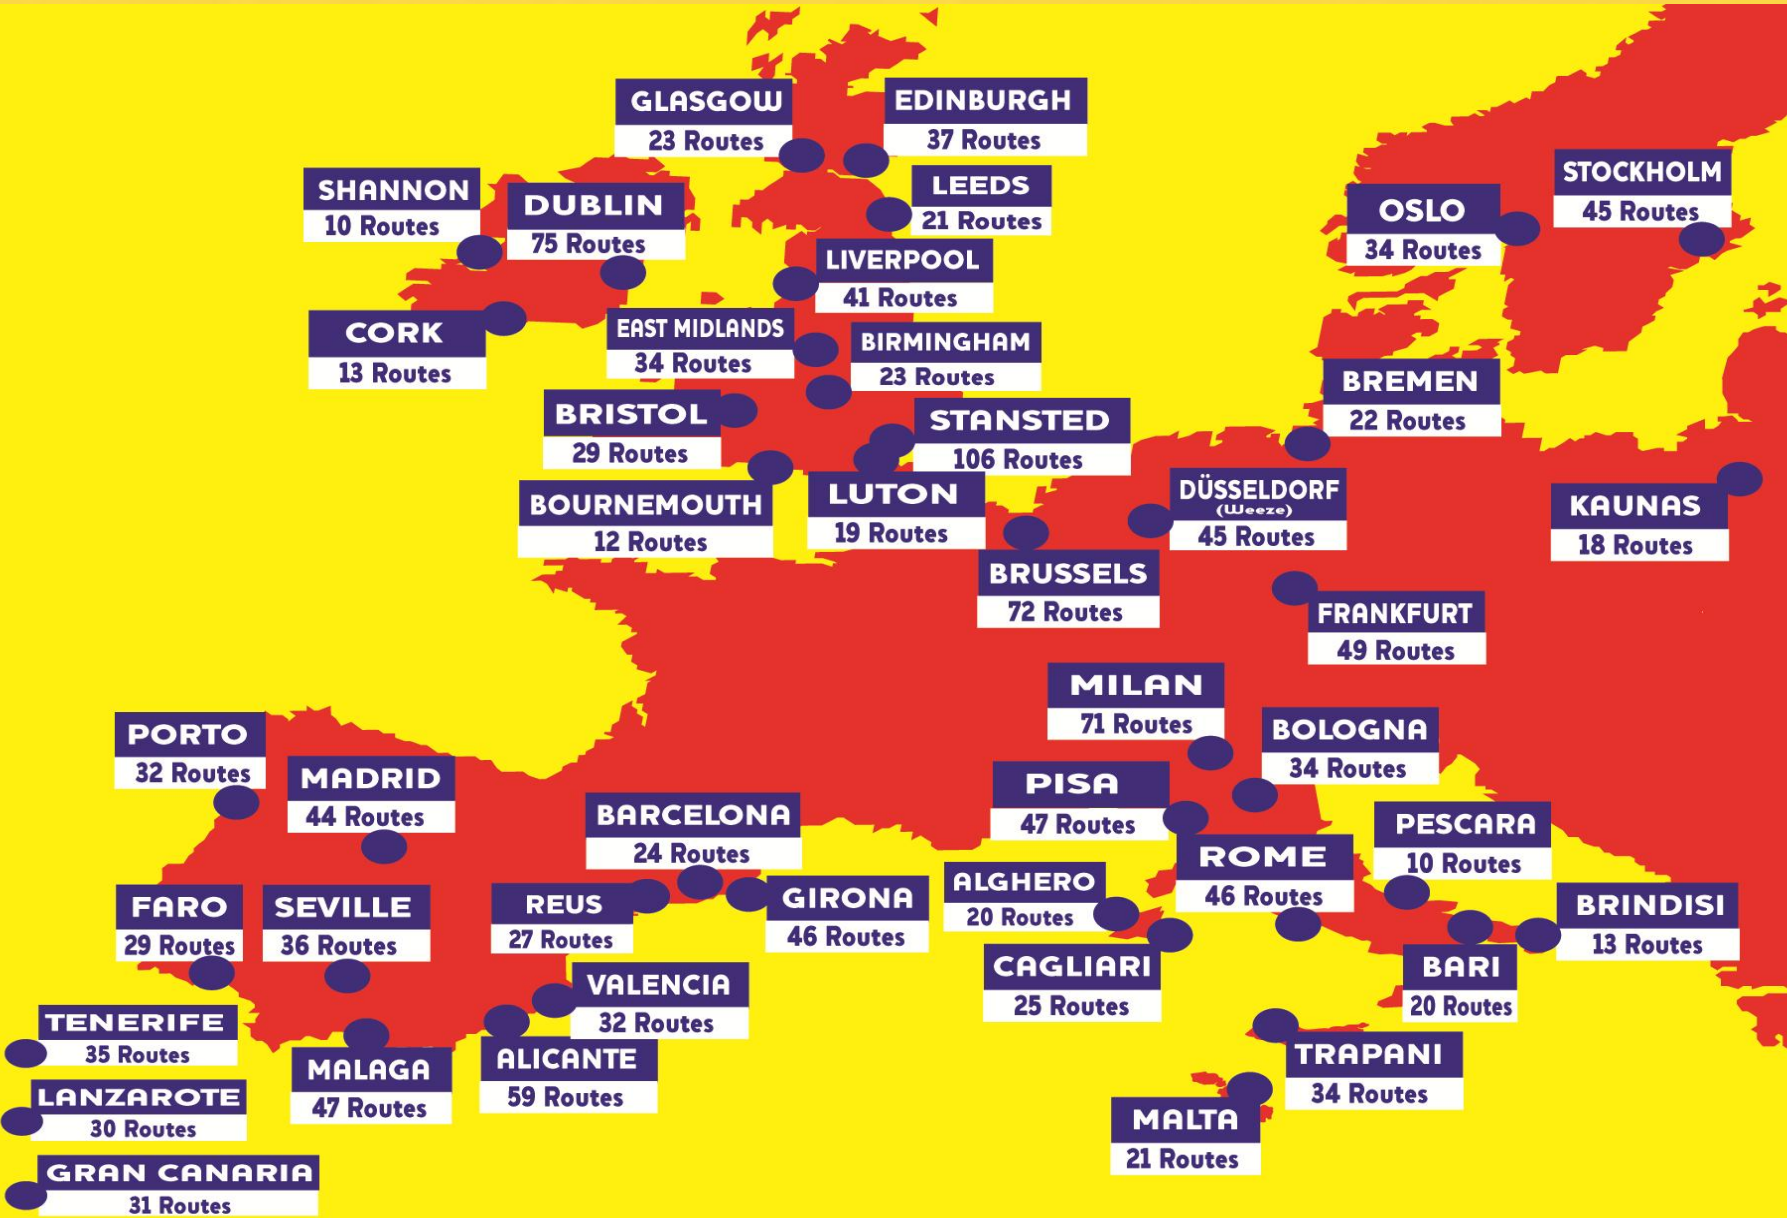 GLASGOW
23 Routes
EDINBURGH
37 Routes
SHANNON
10 Routes
DUBLIN
75 Routes
LEEDS
21 Routes
OSLO
34 Routes
STOCKHOLM
45 Routes
LIVERPOOL
41 Routes
CORK
13 Routes
EAST MIDLANDS
34 Routes
BIRMINGHAM
23 Routes
BREMEN
22 Routes
BRISTOL
29 Routes
STANSTED
106 Routes
BOURNEMOUTH
12 Routes
LUTON
19 Routes
DÜSSELDORF
(Weeze)
45 Routes
KAUNAS
18 Routes
BRUSSELS
72 Routes
FRANKFURT
49 Routes
MILAN
71 Routes
BOLOGNA
34 Routes
PORTO
32 Routes
MADRID
44 Routes
BARCELONA
24 Routes
PISA
47 Routes
PESCARA
10 Routes
ROME
46 Routes
FARO
29 Routes
SEVILLE
36 Routes
REUS
27 Routes
GIRONA
46 Routes
ALGHERO
20 Routes
BRINDISI
13 Routes
CAGLIARI
25 Routes
BARI
20 Routes
VALENCIA
32 Routes
TENERIFE
35 Routes
MALAGA
47 Routes
ALICANTE
59 Routes
TRAPANI
34 Routes
LANZAROTE
30 Routes
MALTA
21 Routes
GRAN CANARIA
31 Routes